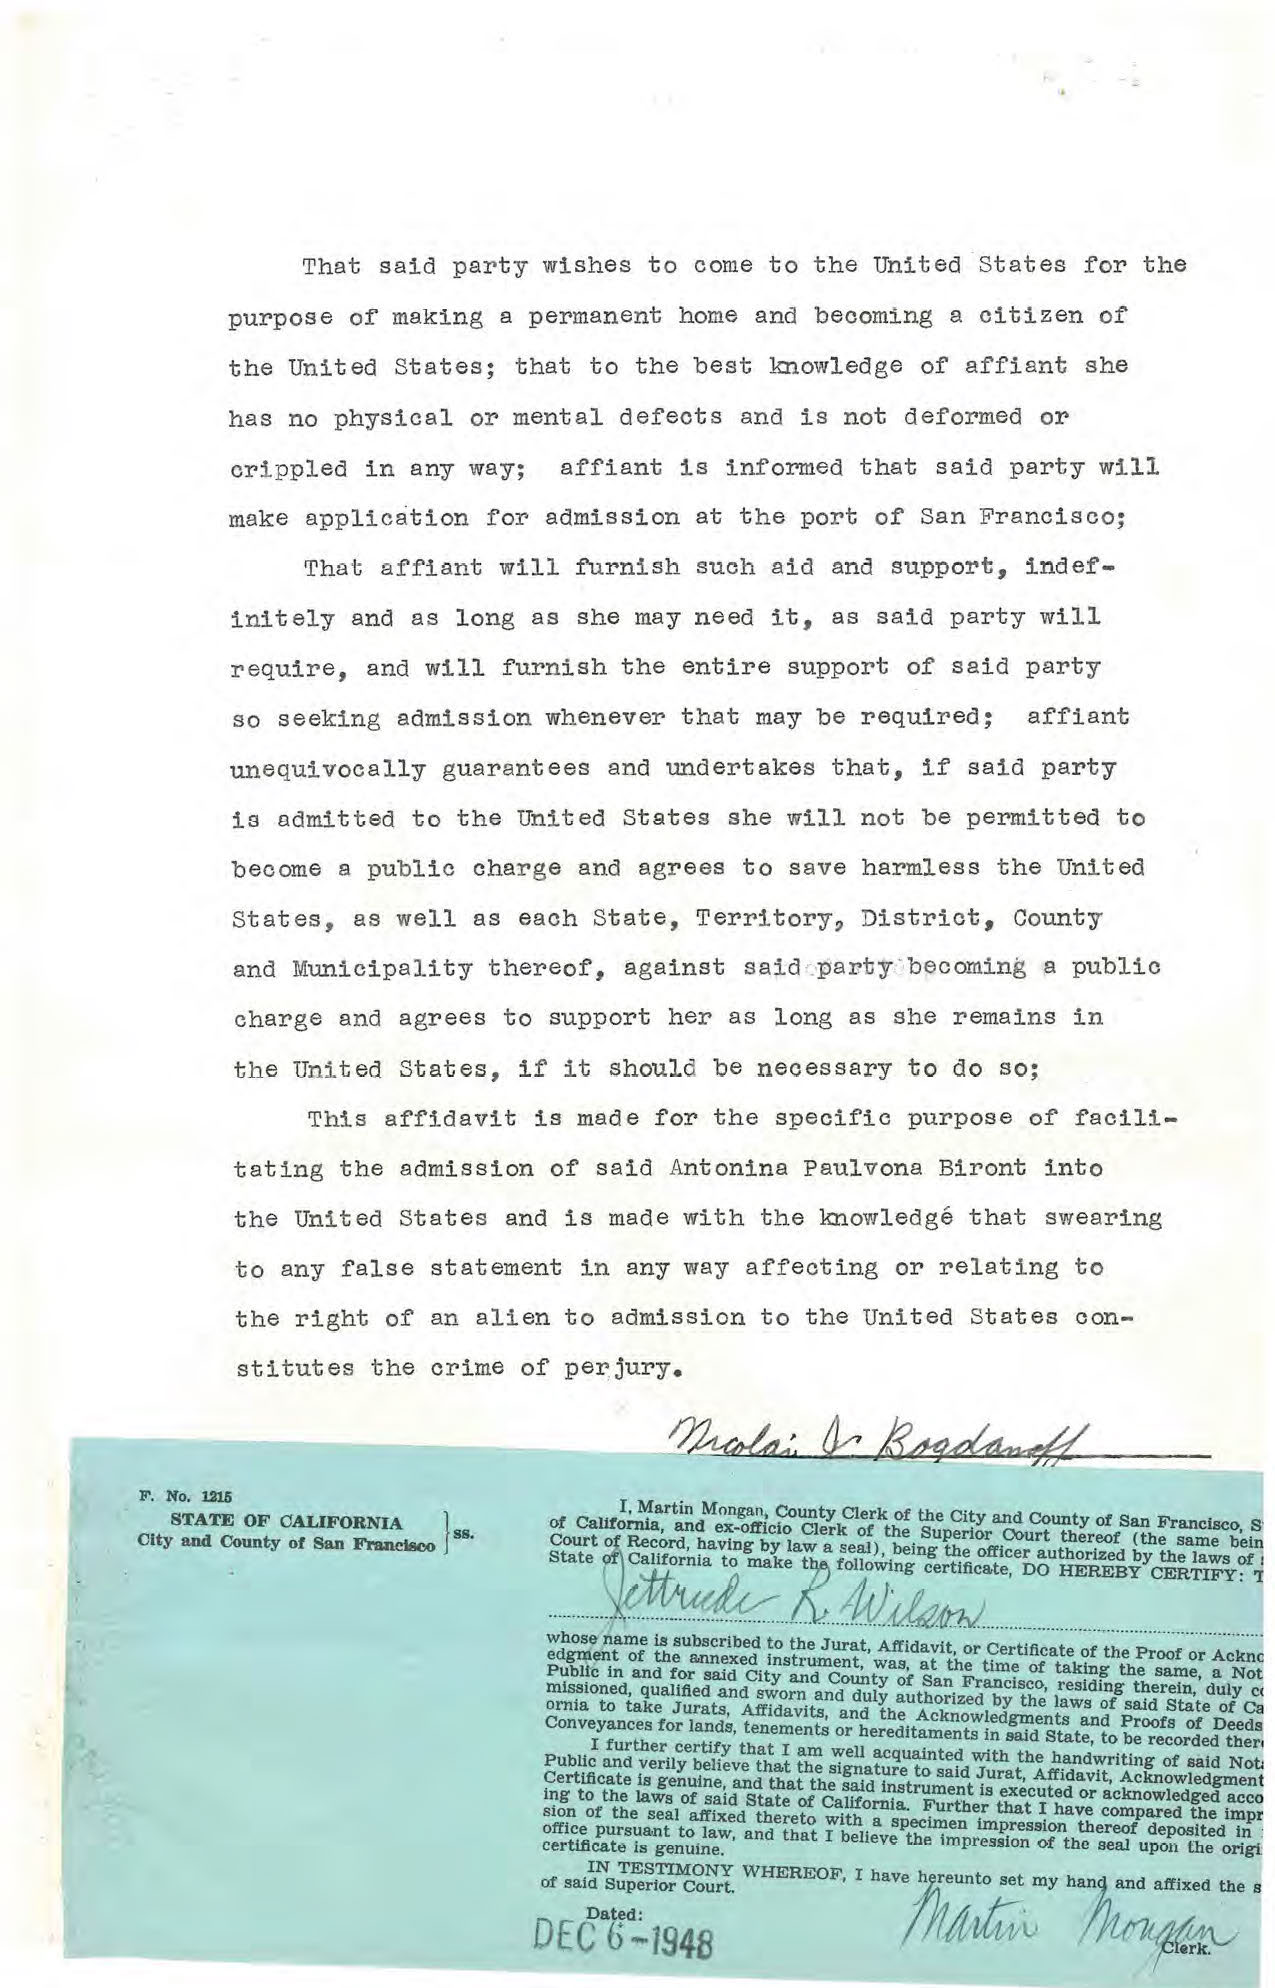 That said party wishes to come to the United States for the
purpose of making a permanent home and becoming a citizen of
the United States; that to the best knowledge of affiant she
has no physical or mental defects and is not deformed or
crippled in any way; affiant is informed that said party will
make application for admission at the port of San Francisco;
That affiant will furnish such aid and support, indef-
initely and as long as she may need it, as said party will
require, and will furnish the entire support of said party
so seeking admission whenever that may be required; affiant
unequivocally guarantees and undertakes that, if said party
is admitted to the United States she will not be permitted to
become a public charge and agrees to save harmless the United
States, as well as each State, Territory, District, County
and Municipality thereof, against said party becoming a public
charge and agrees to support her as long as she remains in
the United States, if it should be necessary to do so;
This affidavit is made for the specific purpose of facili-
tating the admission of said Antonina Paulvona Biront into
the United States and is made with the knowledge that swearing
to any false statement in any way affecting or relating to
the right of an alien to admission to the United States con-
stitutes the crime of perjury.
Nicolai Bogdanoff
F. No. 1215
STATE OF CALIFORNIA
City and County of San Francisco } ss.
I, Martin Mongan, County Clerk of the City and County of San Francisco, S
of California, and ex-officio Clerk of the Superior Court thereof (the same bein
Court of Record, having by law a seal), being the officer authorized by the laws of
State of California to make the following certificate, DO HEREBY CERTIFY: T
Gettrude R. Wilson
whose name is subscribed to the Jurat, Affidavit, or Certificate of the Proof or Ackno
edgment of the annexed instrument, was, at the time of taking the same, a Not
Public in and for said City and County of San Francisco, residing therein, duly co
missioned, qualified and sworn and duly authorized by the laws of said State of Ca
ornia to take Jurats, Affidavits, and the Acknowledgments and Proofs of Deeds
Conveyances for lands, tenements or hereditaments in said State, to be recorded there
I further certify that I am well acquainted with the handwriting of said Nota
Public and verily believe that the signature to said Jurat, Affidavit, Acknowledgment
Certificate is genuine, and that the said instrument is executed or acknowledged acco
ing to the laws of said State of California. Further that I have compared the impr
sion of the seal affixed thereto with a specimen impression thereof deposited in
office pursuant to law, and that I believe the impression of the seal upon the origi
certificate is genuine.
IN TESTIMONY WHEREOF, I have hereunto set my hand and affixed the s
of said Superior Court.
Dated:
DEC 6-1948
Martin Mongan
Clerk.